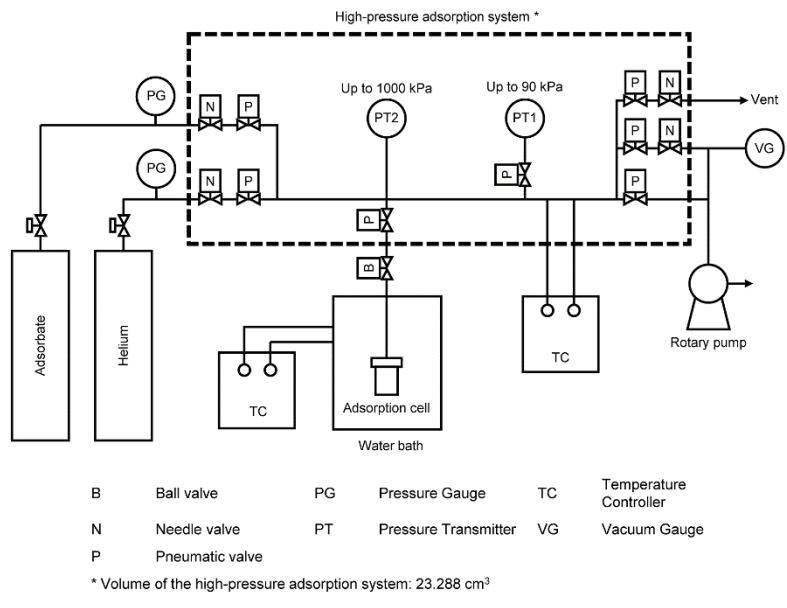 High-pressure adsorption system *
Up to 1000 kPa
Up to 90 kPa
P
N
Vent
PG
N
P
PT2
PT1
P
N
VG
PG
N
P
P
P
P
B
Adsorbate
Helium
TC
Adsorption cell
Water bath
TC
Rotary pump
B Ball valve PG Pressure Gauge TC Temperature
Controller
N Needle valve PT Pressure Transmitter VG Vacuum Gauge
P Pneumatic valve
* Volume of the high-pressure adsorption system: 23.288 cm³